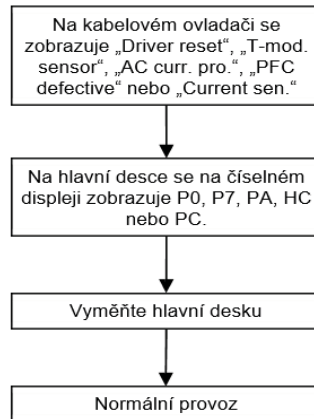 Na kabelovém ovladači se
zobrazuje „Driver reset“, „T-mod.
sensor“, „AC curr. pro.“, „PFC
defective“ nebo „Current sen.“
Na hlavní desce se na číselném
displeji zobrazuje P0, P7, PA, HC
nebo PC.
Vyměňte hlavní desku
Normální provoz